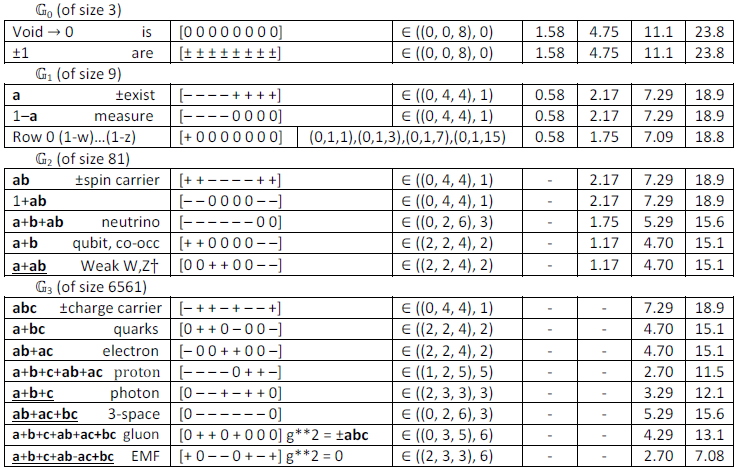 𝔾₀ (of size 3)
Void → 0 is [0 0 0 0 0 0 0 0] ∈ ((0, 0, 8), 0) 1.58 4.75 11.1 23.8
±1 are [± ± ± ± ± ± ± ±] ∈ ((0, 0, 8), 0) 1.58 4.75 11.1 23.8
𝔾₁ (of size 9)
a ±exist [− − − − + + + +] ∈ ((0, 4, 4), 1) 0.58 2.17 7.29 18.9
1−a measure [− − − − 0 0 0 0] ∈ ((0, 4, 4), 1) 0.58 2.17 7.29 18.9
Row 0 (1-w)...(1-z) [+ 0 0 0 0 0 0 0] (0,1,1),(0,1,3),(0,1,7),(0,1,15) 0.58 1.75 7.09 18.8
𝔾₂ (of size 81)
ab ±spin carrier [+ + − − − − + +] ∈ ((0, 4, 4), 1) - 2.17 7.29 18.9
1+ab [− − 0 0 0 0 − −] ∈ ((0, 4, 4), 1) - 2.17 7.29 18.9
a+b+ab neutrino [− − − − − − 0 0] ∈ ((0, 2, 6), 3) - 1.75 5.29 15.6
a+b qubit, co-occ [+ + 0 0 0 0 − −] ∈ ((2, 2, 4), 2) - 1.17 4.70 15.1
a+ab Weak W,Z† [0 0 + + 0 0 − −] ∈ ((2, 2, 4), 2) - 1.17 4.70 15.1
𝔾₃ (of size 6561)
abc ±charge carrier [− + + − + − − +] ∈ ((0, 4, 4), 1) - - 7.29 18.9
a+bc quarks [0 + + 0 − 0 0 −] ∈ ((2, 2, 4), 2) - - 4.70 15.1
ab+ac electron [− 0 0 + + 0 0 −] ∈ ((2, 2, 4), 2) - - 4.70 15.1
a+b+c+ab+ac proton [− − − − 0 + + −] ∈ ((1, 2, 5), 5) - - 2.70 11.5
a+b+c photon [0 − − + − + + 0] ∈ ((2, 3, 3), 3) - - 3.29 12.1
ab+ac+bc 3-space [0 − − − − − − 0] ∈ ((0, 2, 6), 3) - - 5.29 15.6
a+b+c+ab+ac+bc gluon [0 + + 0 + 0 0 0] g**2 = ±abc ∈ ((0, 3, 5), 6) - - 4.29 13.1
a+b+c+ab-ac+bc EMF [+ 0 − − 0 + − +] g**2 = 0 ∈ ((2, 3, 3), 6) - - 2.70 7.08